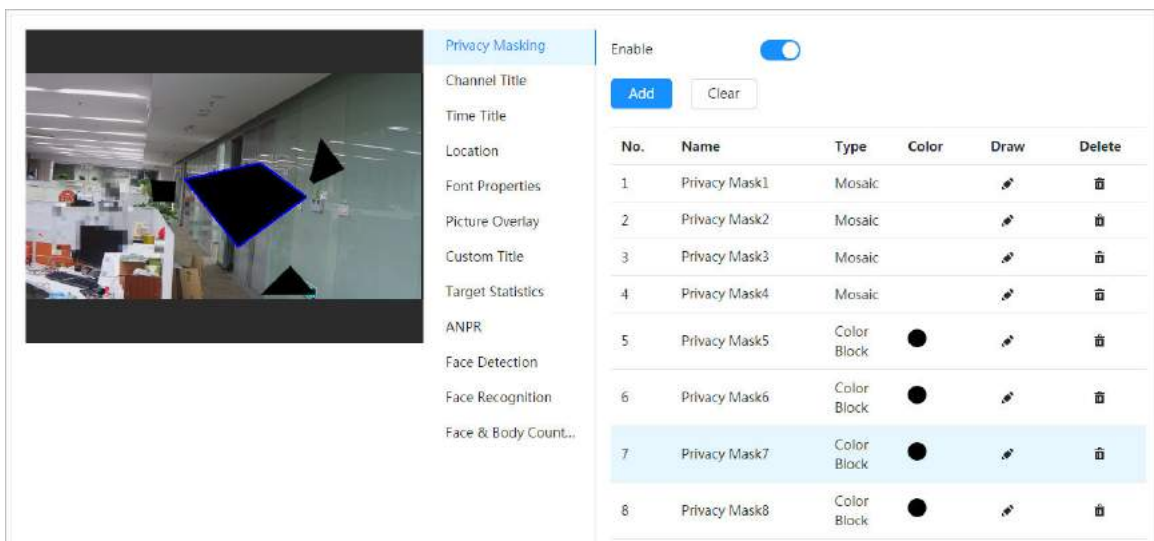 Privacy Masking
Channel Title
Time Title
Location
Font Properties
Picture Overlay
Custom Title
Target Statistics
ANPR
Face Detection
Face Recognition
Face & Body Count...
Enable
Add Clear
No. Name Type Color Draw Delete
1 Privacy Mask1 Mosaic
2 Privacy Mask2 Mosaic
3 Privacy Mask3 Mosaic
4 Privacy Mask4 Mosaic
5 Privacy Mask5 Color
Block
6 Privacy Mask6 Color
Block
7 Privacy Mask7 Color
Block
8 Privacy Mask8 Color
Block